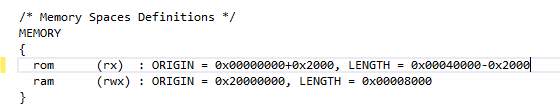 /* Memory Spaces Definitions */
MEMORY
{
  rom      (rx)  : ORIGIN = 0x00000000+0x2000, LENGTH = 0x00040000-0x2000
  ram      (rwx) : ORIGIN = 0x20000000, LENGTH = 0x00008000
}